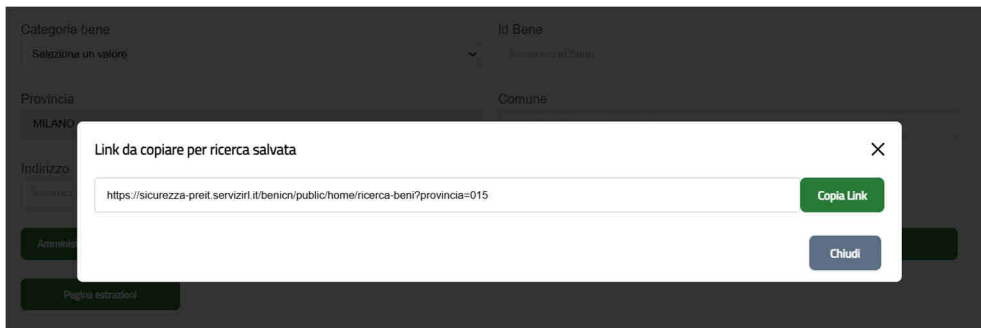 Categoria bene
Id Bene
Seleziona un valore
Provincia
Comune
MILANO
Link da copiare per ricerca salvata
Indirizzo
https://sicurezza-preit.servizirl.it/benicn/public/home/ricerca-beni?provincia=015
Copia Link
Chiudi
Pagina estrazioni